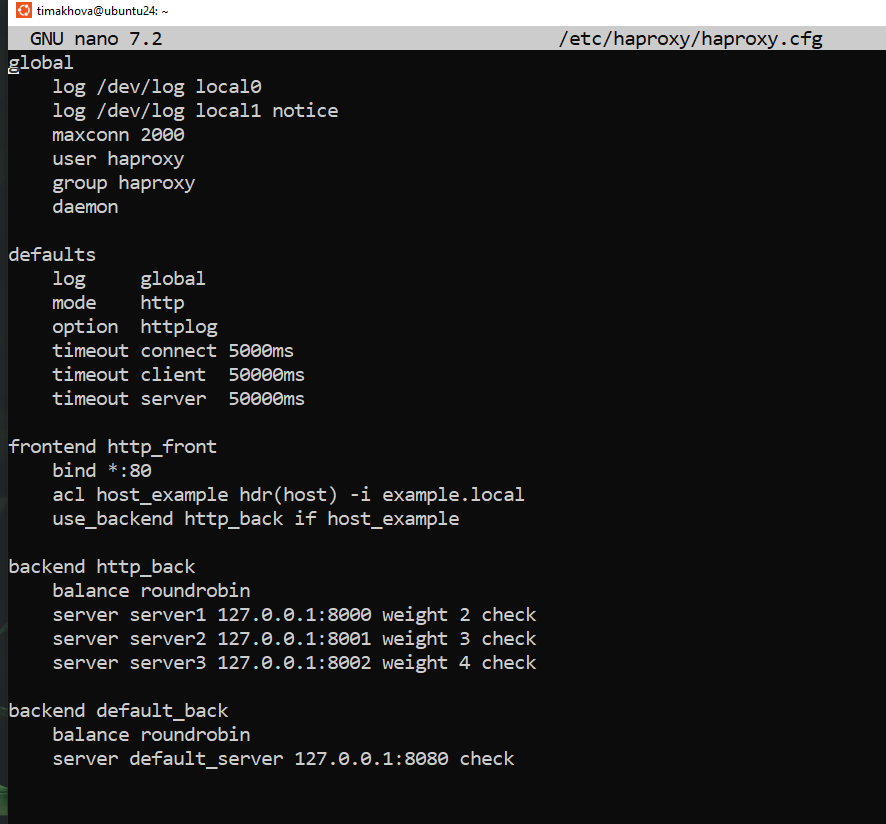 timakhova@ubuntu24: ~
GNU nano 7.2 /etc/haproxy/haproxy.cfg
global
    log /dev/log local0
    log /dev/log local1 notice
    maxconn 2000
    user haproxy
    group haproxy
    daemon

defaults
    log     global
    mode    http
    option  httplog
    timeout connect 5000ms
    timeout client  50000ms
    timeout server  50000ms

frontend http_front
    bind *:80
    acl host_example hdr(host) -i example.local
    use_backend http_back if host_example

backend http_back
    balance roundrobin
    server server1 127.0.0.1:8000 weight 2 check
    server server2 127.0.0.1:8001 weight 3 check
    server server3 127.0.0.1:8002 weight 4 check

backend default_back
    balance roundrobin
    server default_server 127.0.0.1:8080 check